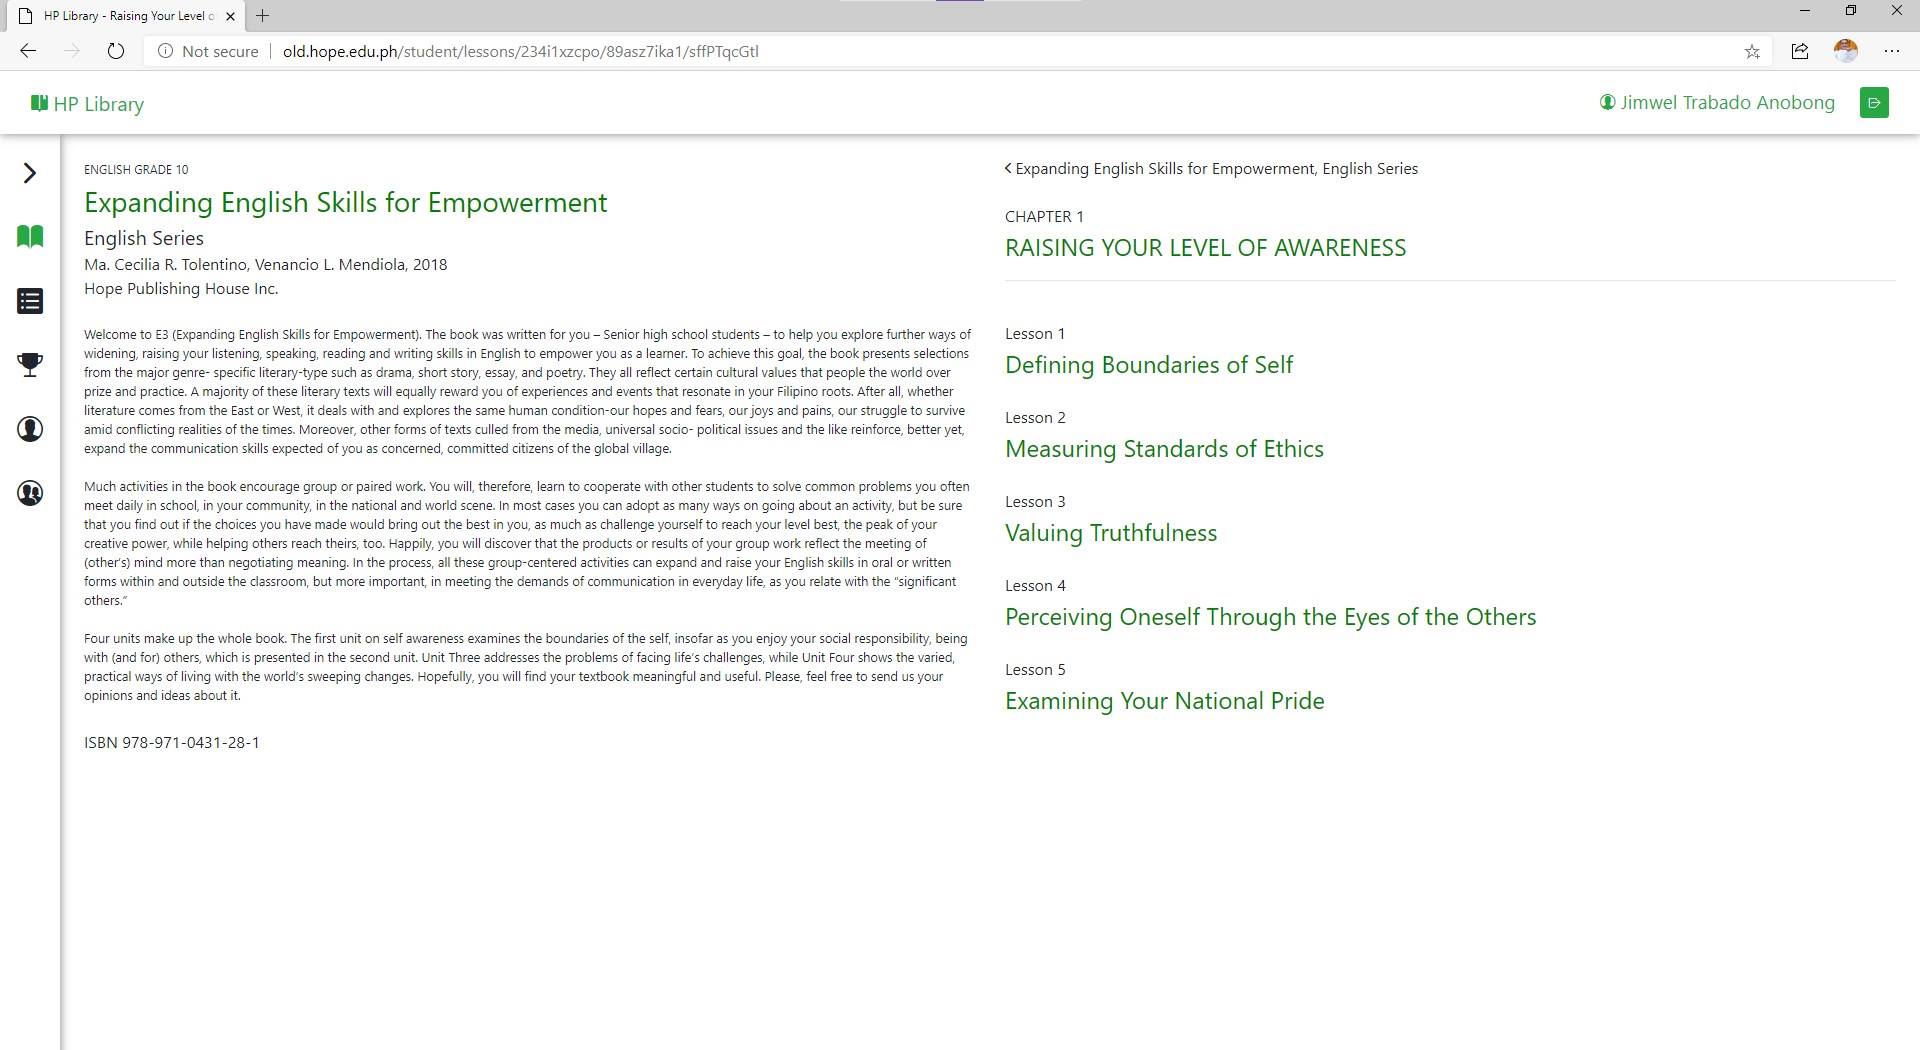 HP Library - Raising Your Level o
Not secure
old.hope.edu.ph/student/lessons/234i1xzcpo/89asz7ika1/sffPTqcGtl
HP Library
Jimwel Trabado Anobong
ENGLISH GRADE 10
Expanding English Skills for Empowerment
English Series
Ma. Cecilia R. Tolentino, Venancio L. Mendiola, 2018
Hope Publishing House Inc.
Welcome to E3 (Expanding English Skills for Empowerment). The book was written for you – Senior high school students – to help you explore further ways of
widening, raising your listening, speaking, reading and writing skills in English to empower you as a learner. To achieve this goal, the book presents selections
from the major genre- specific literary-type such as drama, short story, essay, and poetry. They all reflect certain cultural values that people the world over
prize and practice. A majority of these literary texts will equally reward you of experiences and events that resonate in your Filipino roots. After all, whether
literature comes from the East or West, it deals with and explores the same human condition-our hopes and fears, our joys and pains, our struggle to survive
amid conflicting realities of the times. Moreover, other forms of texts culled from the media, universal socio- political issues and the like reinforce, better yet,
expand the communication skills expected of you as concerned, committed citizens of the global village.
Much activities in the book encourage group or paired work. You will, therefore, learn to cooperate with other students to solve common problems you often
meet daily in school, in your community, in the national and world scene. In most cases you can adopt as many ways on going about an activity, but be sure
that you find out if the choices you have made would bring out the best in you, as much as challenge yourself to reach your level best, the peak of your
creative power, while helping others reach theirs, too. Happily, you will discover that the products or results of your group work reflect the meeting of
(other's) mind more than negotiating meaning. In the process, all these group-centered activities can expand and raise your English skills in oral or written
forms within and outside the classroom, but more important, in meeting the demands of communication in everyday life, as you relate with the “significant
others.”
Four units make up the whole book. The first unit on self awareness examines the boundaries of the self, insofar as you enjoy your social responsibility, being
with (and for) others, which is presented in the second unit. Unit Three addresses the problems of facing life’s challenges, while Unit Four shows the varied,
practical ways of living with the world’s sweeping changes. Hopefully, you will find your textbook meaningful and useful. Please, feel free to send us your
opinions and ideas about it.
ISBN 978-971-0431-28-1
Expanding English Skills for Empowerment, English Series
CHAPTER 1
RAISING YOUR LEVEL OF AWARENESS
Lesson 1
Defining Boundaries of Self
Lesson 2
Measuring Standards of Ethics
Lesson 3
Valuing Truthfulness
Lesson 4
Perceiving Oneself Through the Eyes of the Others
Lesson 5
Examining Your National Pride